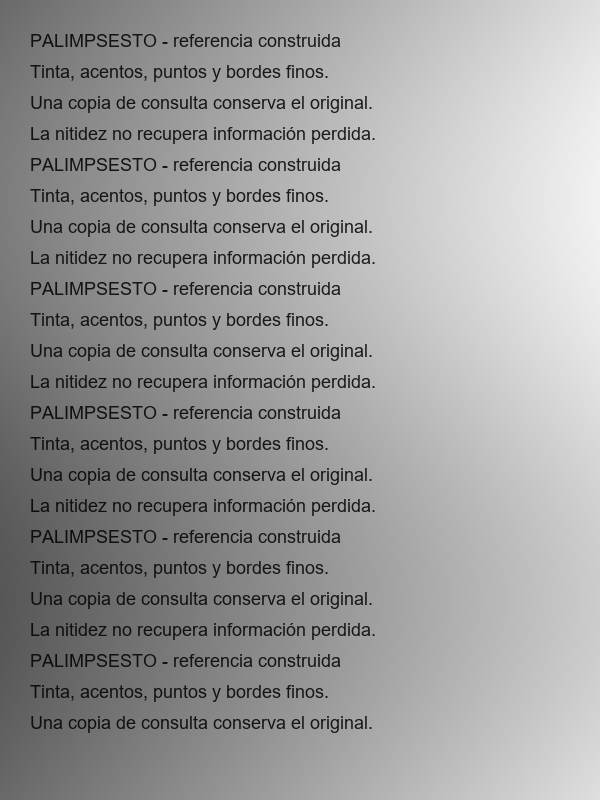 PALIMPSESTO - referencia construida
Tinta, acentos, puntos y bordes finos.
Una copia de consulta conserva el original.
La nitidez no recupera información perdida.
PALIMPSESTO - referencia construida
Tinta, acentos, puntos y bordes finos.
Una copia de consulta conserva el original.
La nitidez no recupera información perdida.
PALIMPSESTO - referencia construida
Tinta, acentos, puntos y bordes finos.
Una copia de consulta conserva el original.
La nitidez no recupera información perdida.
PALIMPSESTO - referencia construida
Tinta, acentos, puntos y bordes finos.
Una copia de consulta conserva el original.
La nitidez no recupera información perdida.
PALIMPSESTO - referencia construida
Tinta, acentos, puntos y bordes finos.
Una copia de consulta conserva el original.
La nitidez no recupera información perdida.
PALIMPSESTO - referencia construida
Tinta, acentos, puntos y bordes finos.
Una copia de consulta conserva el original.